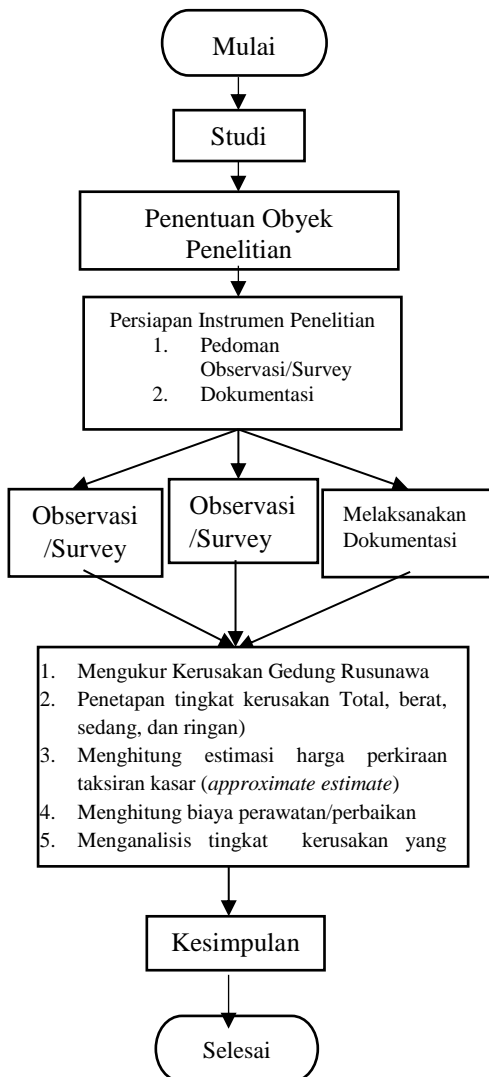 Mulai
Studi
Penentuan Obyek
Penelitian
Persiapan Instrumen Penelitian
1. Pedoman
Observasi/Survey
2. Dokumentasi
Observasi
/Survey
Observasi
/Survey
Melaksanakan
Dokumentasi
1. Mengukur Kerusakan Gedung Rusunawa
2. Penetapan tingkat kerusakan Total, berat,
sedang, dan ringan)
3. Menghitung estimasi harga perkiraan
taksiran kasar (approximate estimate)
4. Menghitung biaya perawatan/perbaikan
5. Menganalisis tingkat kerusakan yang
Kesimpulan
Selesai